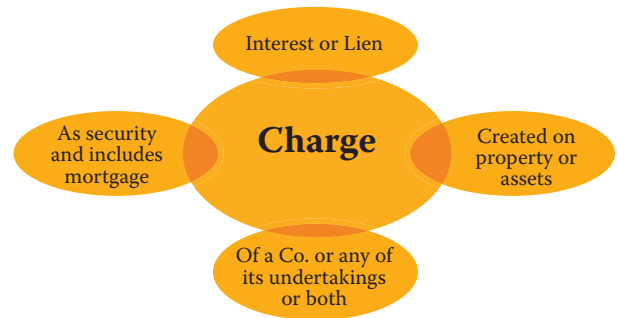 Interest or Lien
Charge
As security
and includes
mortgage
Created on
property or
assets
Of a Co. or any of
its undertakings
or both